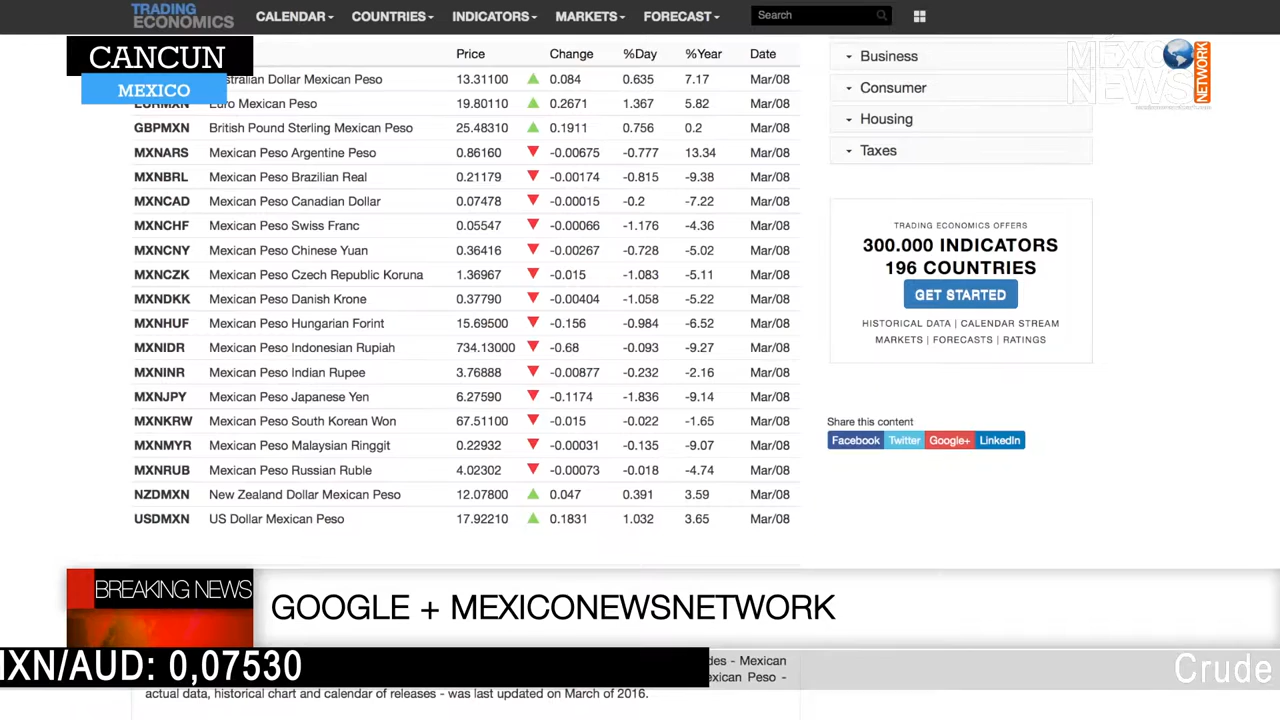 TRADING
ECONOMICS
CALENDAR COUNTRIES INDICATORS MARKETS FORECAST Search
CANCUN
MEXICO
Price Change %Day %Year Date
Dollar Mexican Peso 13.31100 0.084 0.635 7.17 Mar/08
EURMXN Euro Mexican Peso 19.80110 0.2671 1.367 5.82 Mar/08
GBPMXN British Pound Sterling Mexican Peso 25.48310 0.1911 0.756 0.2 Mar/08
MXNARS Mexican Peso Argentine Peso 0.86160 -0.00675 -0.777 13.34 Mar/08
MXNBRL Mexican Peso Brazilian Real 0.21179 -0.00174 -0.815 -9.38 Mar/08
MXNCAD Mexican Peso Canadian Dollar 0.07478 -0.00015 -0.2 -7.22 Mar/08
MXNCHF Mexican Peso Swiss Franc 0.05547 -0.00066 -1.176 -4.36 Mar/08
MXNCNY Mexican Peso Chinese Yuan 0.36416 -0.00267 -0.728 -5.02 Mar/08
MXNCZK Mexican Peso Czech Republic Koruna 1.36967 -0.015 -1.083 -5.11 Mar/08
MXNDKK Mexican Peso Danish Krone 0.37790 -0.00404 -1.058 -5.22 Mar/08
MXNHUF Mexican Peso Hungarian Forint 15.69500 -0.156 -0.984 -6.52 Mar/08
MXNIDR Mexican Peso Indonesian Rupiah 734.13000 -0.68 -0.093 -9.27 Mar/08
MXNINR Mexican Peso Indian Rupee 3.76888 -0.00877 -0.232 -2.16 Mar/08
MXNJPY Mexican Peso Japanese Yen 6.27590 -0.1174 -1.836 -9.14 Mar/08
MXNKRW Mexican Peso South Korean Won 67.51100 -0.015 -0.022 -1.65 Mar/08
MXNMYR Mexican Peso Malaysian Ringgit 0.22932 -0.00031 -0.135 -9.07 Mar/08
MXNRUB Mexican Peso Russian Ruble 4.02302 -0.00073 -0.018 -4.74 Mar/08
NZDMXN New Zealand Dollar Mexican Peso 12.07800 0.047 0.391 3.59 Mar/08
USDMXN US Dollar Mexican Peso 17.92210 0.1831 1.032 3.65 Mar/08
Business
Consumer
Housing
Taxes
MÉXICO
NEWS
NETWORK
TRADING ECONOMICS OFFERS
300.000 INDICATORS
196 COUNTRIES
GET STARTED
HISTORICAL DATA | CALENDAR STREAM
MARKETS | FORECASTS | RATINGS
Share this content
Facebook Twitter Google+ LinkedIn
BREAKING NEWS
GOOGLE + MEXICONEWSNETWORK
MXN/AUD: 0,07530
Crude
- Mexican
Peso -
actual data, historical chart and calendar of releases - was last updated on March of 2016.